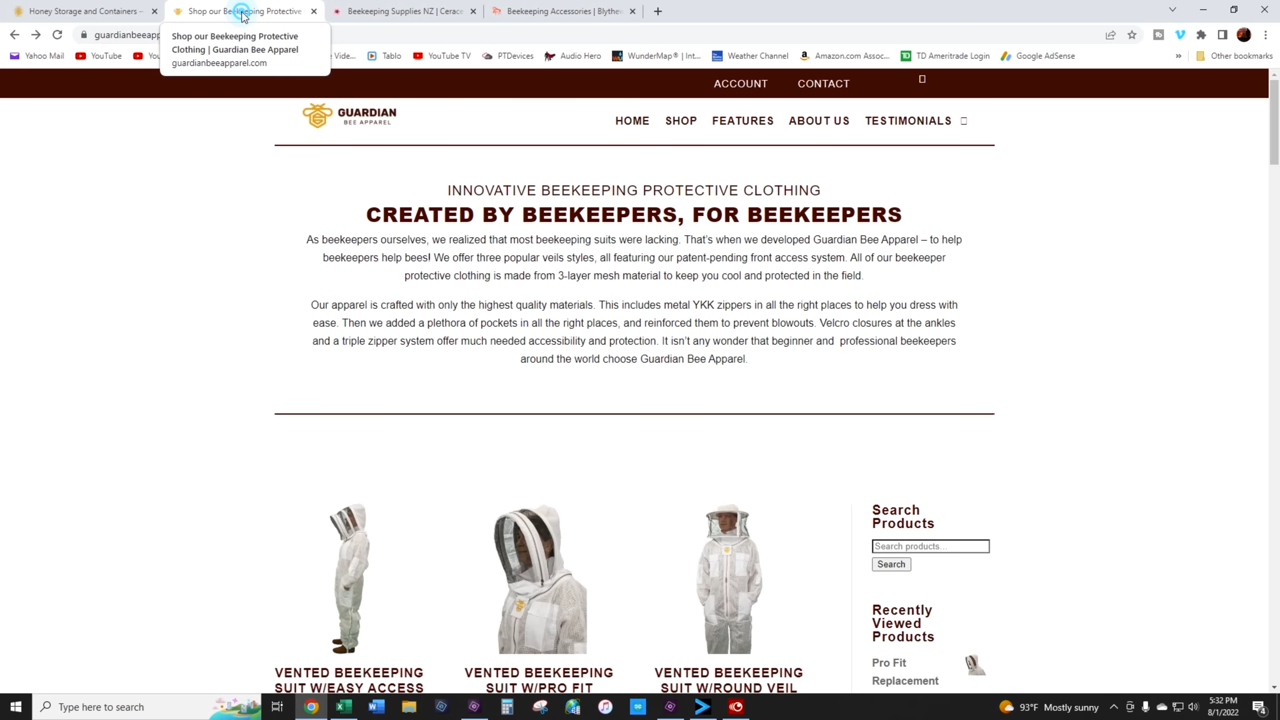 Honey Storage and Containers -
Shop our Beekeeping Protective
Beekeeping Supplies NZ | Cerace
Beekeeping Accessories | Blythe
guardianbeeapp
Shop our Beekeeping Protective
Clothing | Guardian Bee Apparel
guardianbeeapparel.com
Yahoo Mail
YouTube
You
Vide...
Tablo
YouTube TV
PTDevices
Audio Hero
WunderMap® | Int...
Weather Channel
Amazon.com Assoc...
TD Ameritrade Login
Google AdSense
»
Other bookmarks
ACCOUNT
CONTACT
GUARDIAN
BEE APPAREL
HOME
SHOP
FEATURES
ABOUT US
TESTIMONIALS
INNOVATIVE BEEKEEPING PROTECTIVE CLOTHING
CREATED BY BEEKEEPERS, FOR BEEKEEPERS
As beekeepers ourselves, we realized that most beekeeping suits were lacking. That's when we developed Guardian Bee Apparel – to help
beekeepers help bees! We offer three popular veils styles, all featuring our patent-pending front access system. All of our beekeeper
protective clothing is made from 3-layer mesh material to keep you cool and protected in the field.
Our apparel is crafted with only the highest quality materials. This includes metal YKK zippers in all the right places to help you dress with
ease. Then we added a plethora of pockets in all the right places, and reinforced them to prevent blowouts. Velcro closures at the ankles
and a triple zipper system offer much needed accessibility and protection. It isn't any wonder that beginner and professional beekeepers
around the world choose Guardian Bee Apparel.
Search
Products
Search products...
Search
Recently
Viewed
Products
Pro Fit
Replacement
VENTED BEEKEEPING
SUIT W/EASY ACCESS
VENTED BEEKEEPING
SUIT W/PRO FIT
VENTED BEEKEEPING
SUIT W/ROUND VEIL
Type here to search
93°F Mostly sunny
5:32 PM
8/1/2022
4